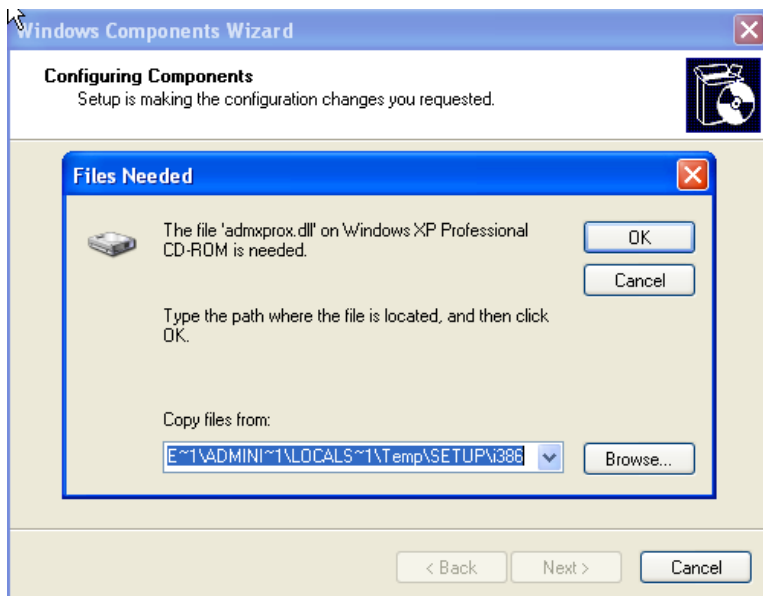 Windows Components Wizard
Configuring Components
Setup is making the configuration changes you requested.
Files Needed
The file 'admxprox.dll' on Windows XP Professional
CD-ROM is needed.
OK
Cancel
Type the path where the file is located, and then click
OK.
Copy files from:
E~1\ADMINI~1\LOCALS~1\Temp\SETUP\i386
Browse...
< Back
Next >
Cancel